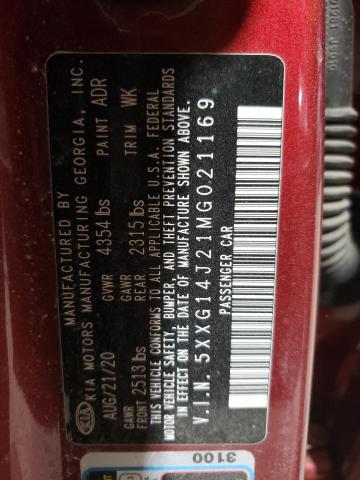 KIA
MANUFACTURED BY
KIA MOTORS MANUFACTURING GEORGIA, INC.
AUG/21/20 GVWR 4354 lbs PAINT ADR
GAWR FRONT 2513 lbs GAWR REAR 2315 lbs TRIM WK
THIS VEHICLE CONFORMS TO ALL APPLICABLE U.S.A. FEDERAL
MOTOR VEHICLE SAFETY, BUMPER, AND THEFT PREVENTION STANDARDS
IN EFFECT ON THE DATE OF MANUFACTURE SHOWN ABOVE.
V.I.N. 5XXG14J21MG021169
PASSENGER CAR
3100